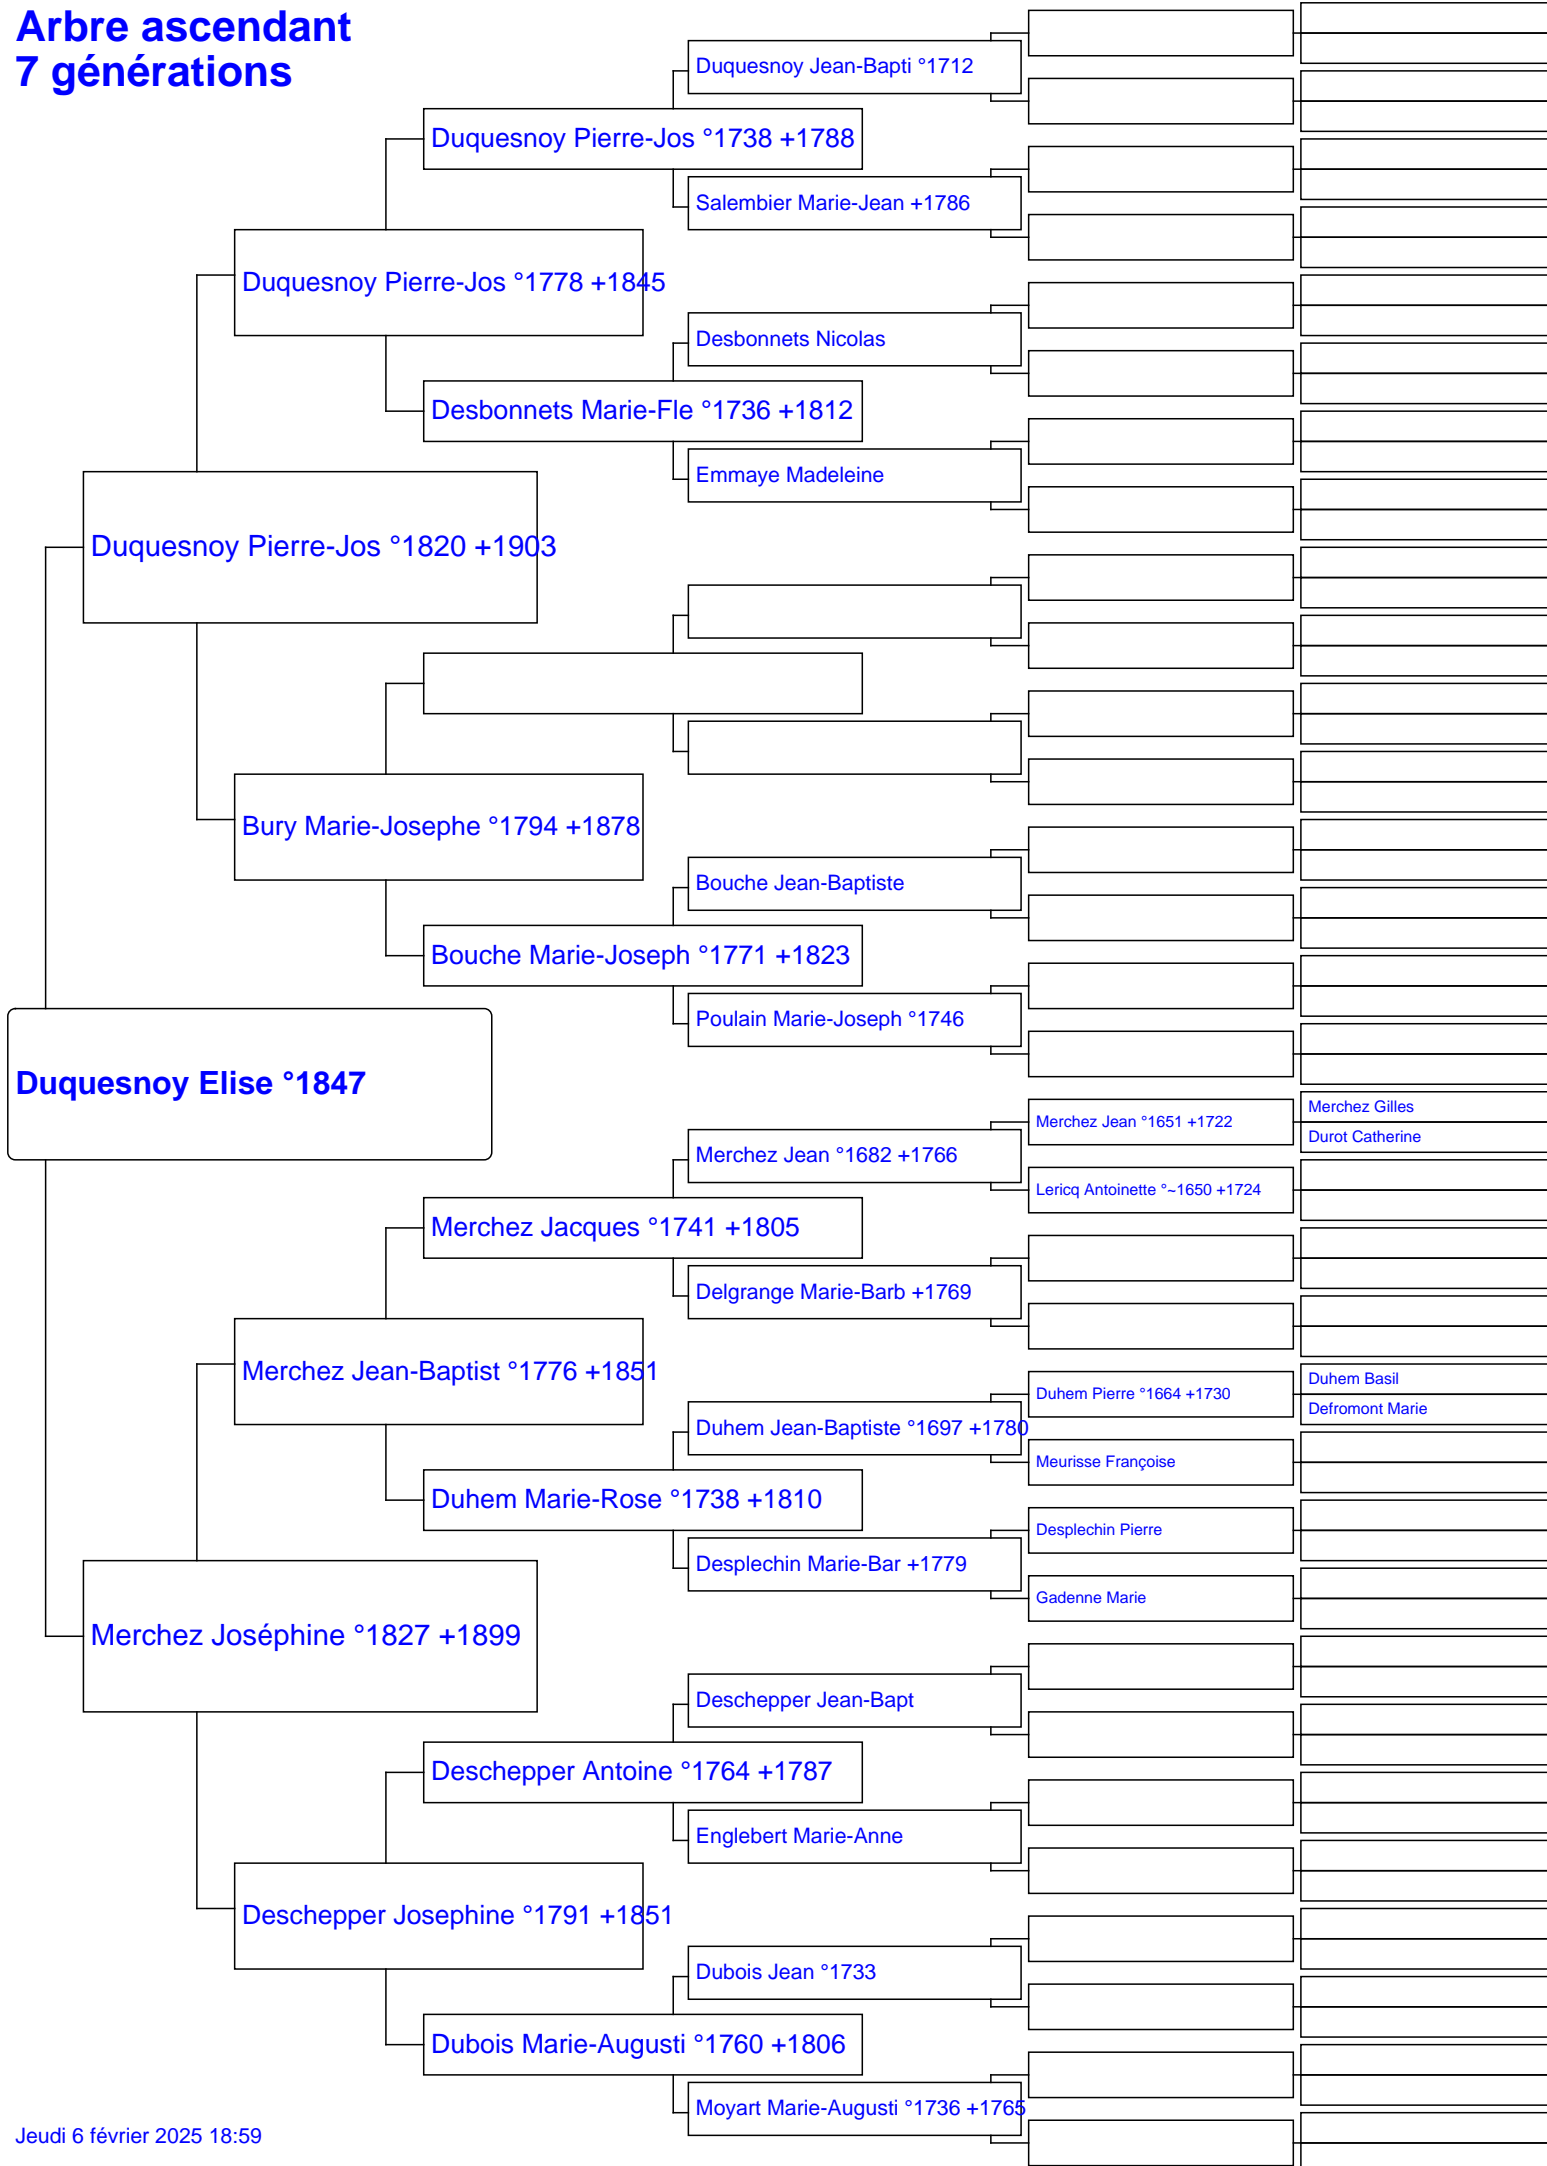 Arbre ascendant
7 générations
Duquesnoy Jean-Bapti °1712
Duquesnoy Pierre-Jos °1738 +1788
Salembier Marie-Jean +1786
Duquesnoy Pierre-Jos °1778 +1845
Desbonnets Nicolas
Desbonnets Marie-Fle °1736 +1812
Emmaye Madeleine
Duquesnoy Pierre-Jos °1820 +1903
Bury Marie-Josephe °1794 +1878
Bouche Jean-Baptiste
Bouche Marie-Joseph °1771 +1823
Poulain Marie-Joseph °1746
Duquesnoy Elise °1847
Merchez Gilles
Merchez Jean °1651 +1722
Durot Catherine
Merchez Jean °1682 +1766
Lericq Antoinette °~1650 +1724
Merchez Jacques °1741 +1805
Delgrange Marie-Barb +1769
Merchez Jean-Baptist °1776 +1851
Duhem Basil
Duhem Pierre °1664 +1730
Defromont Marie
Duhem Jean-Baptiste °1697 +1780
Meurisse Françoise
Duhem Marie-Rose °1738 +1810
Desplechin Pierre
Desplechin Marie-Bar +1779
Gadenne Marie
Merchez Joséphine °1827 +1899
Deschepper Jean-Bapt
Deschepper Antoine °1764 +1787
Englebert Marie-Anne
Deschepper Josephine °1791 +1851
Dubois Jean °1733
Dubois Marie-Augusti °1760 +1806
Moyart Marie-Augusti °1736 +1765
Jeudi 6 février 2025 18:59